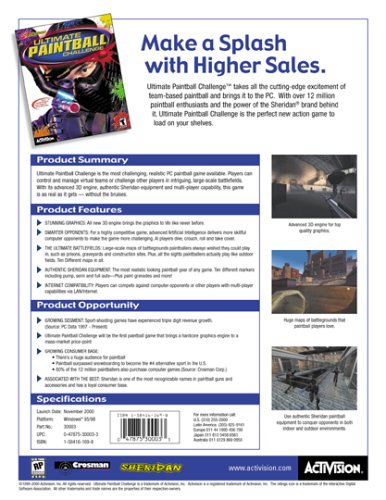 ULTIMATE
PAINTBALL
CHALLENGE
Make a Splash
with Higher Sales.
Ultimate Paintball Challenge™ takes all the cutting-edge excitement of
team-based paintball and brings it to the PC. With over 12 million
paintball enthusiasts and the power of the Sheridan® brand behind
it, Ultimate Paintball Challenge is the perfect new action game to
load on your shelves.
Product Summary
Ultimate Paintball Challenge is the most challenging, realistic PC paintball game available. Players can
control and manage virtual teams or challenge other players in intriguing, large-scale battlefields.
With its advanced 3D engine, authentic Sheridan equipment and multi-player capability, this game
is as real as it gets — without the bruises.
Product Features
STUNNING GRAPHICS: All new 3D engine brings the graphics to life like never before.
SMARTER OPPONENTS: For a highly competitive game, advanced Artificial Intelligence delivers more skilful
computer opponents to make the game more challenging. AI players dive, crouch, roll and take cover.
THE ULTIMATE BATTLEFIELDS: Large-scale maps of battlegrounds paintballers always wished they could play
in, such as prisons, graveyards and construction sites. Plus, all the sights paintballers actually play like outdoor
fields. Ten Different maps in all.
AUTHENTIC SHERIDAN EQUIPMENT: The most realistic looking paintball gear of any game. Ten different markers
including pump, semi and full auto—Plus paint grenades and more!
INTERNET COMPATIBILITY: Players can compete against computer opponents or other players with multi-player
capabilities via LAN/Internet.
Advanced 3D engine for top
quality graphics.
Huge maps of battlegrounds that
paintball players love.
Product Opportunity
GROWING SEGMENT: Sport-shooting games have experienced triple digit revenue growth.
(Source: PC Data 1997 - Present)
Ultimate Paintball Challenge will be the first paintball game that brings a hardcore graphics engine to a
mass-market price point
GROWING CONSUMER BASE:
• There's a huge audience for paintball
• Paintball surpassed snowboarding to become the #4 alternative sport in the U.S.
• 80% of the 12 million paintballers also purchase computer games (Source: Crosman Corp.)
ASSOCIATED WITH THE BEST: Sheridan is one of the most recognizable names in paintball guns and
accessories and has a loyal consumer base.
Use authentic Sheridan paintball
equipment to conquer opponents in both
indoor and outdoor environments.
Specifications
Launch Date: November 2000
Platform: Windows® 95/98
Part No.: 30003
UPC: 0-47875-30003-3
ISBN: 1-58416-169-8
ISBN 1-58416-169-8
0 47875 30003 3
For more information call:
U.S. (310) 255-2000
Europe
Japan
Australia
RP
Crosman
SHERIDAN
www.activision.com
ACTIVISION.